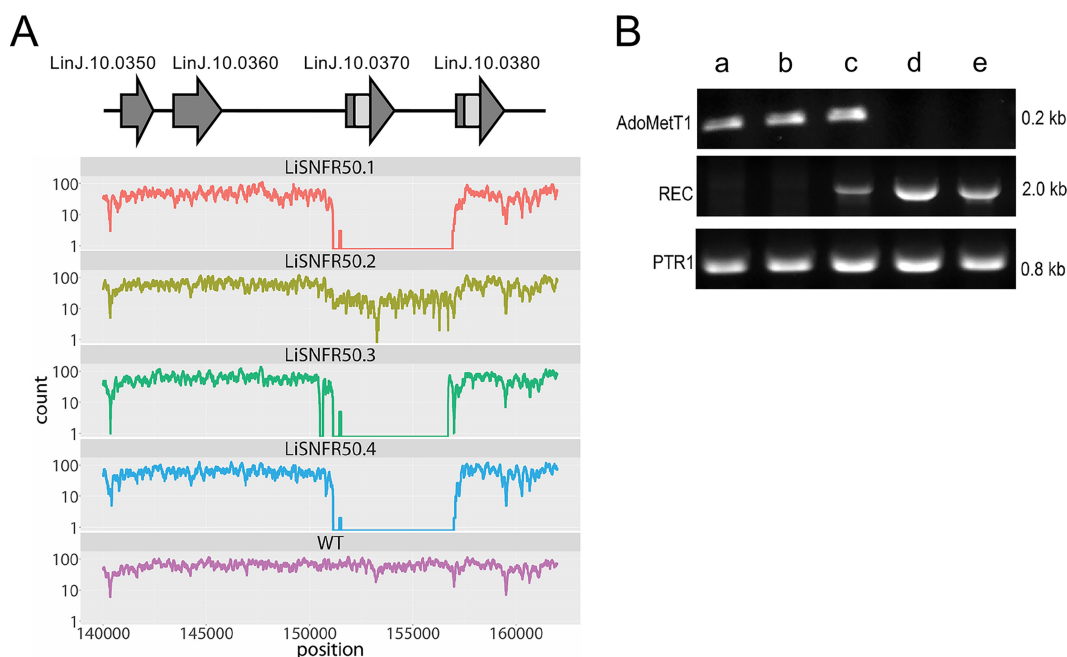 A
LinJ.10.0350 LinJ.10.0360 LinJ.10.0370 LinJ.10.0380
LiSNFR50.1
100
10
1
LiSNFR50.2
100
10
1
LiSNFR50.3
100
10
1
LiSNFR50.4
100
10
1
WT
100
10
1
count
140000 145000 150000 155000 160000
position
B
a b c d e
AdoMetT1 0.2 kb
REC 2.0 kb
PTR1 0.8 kb